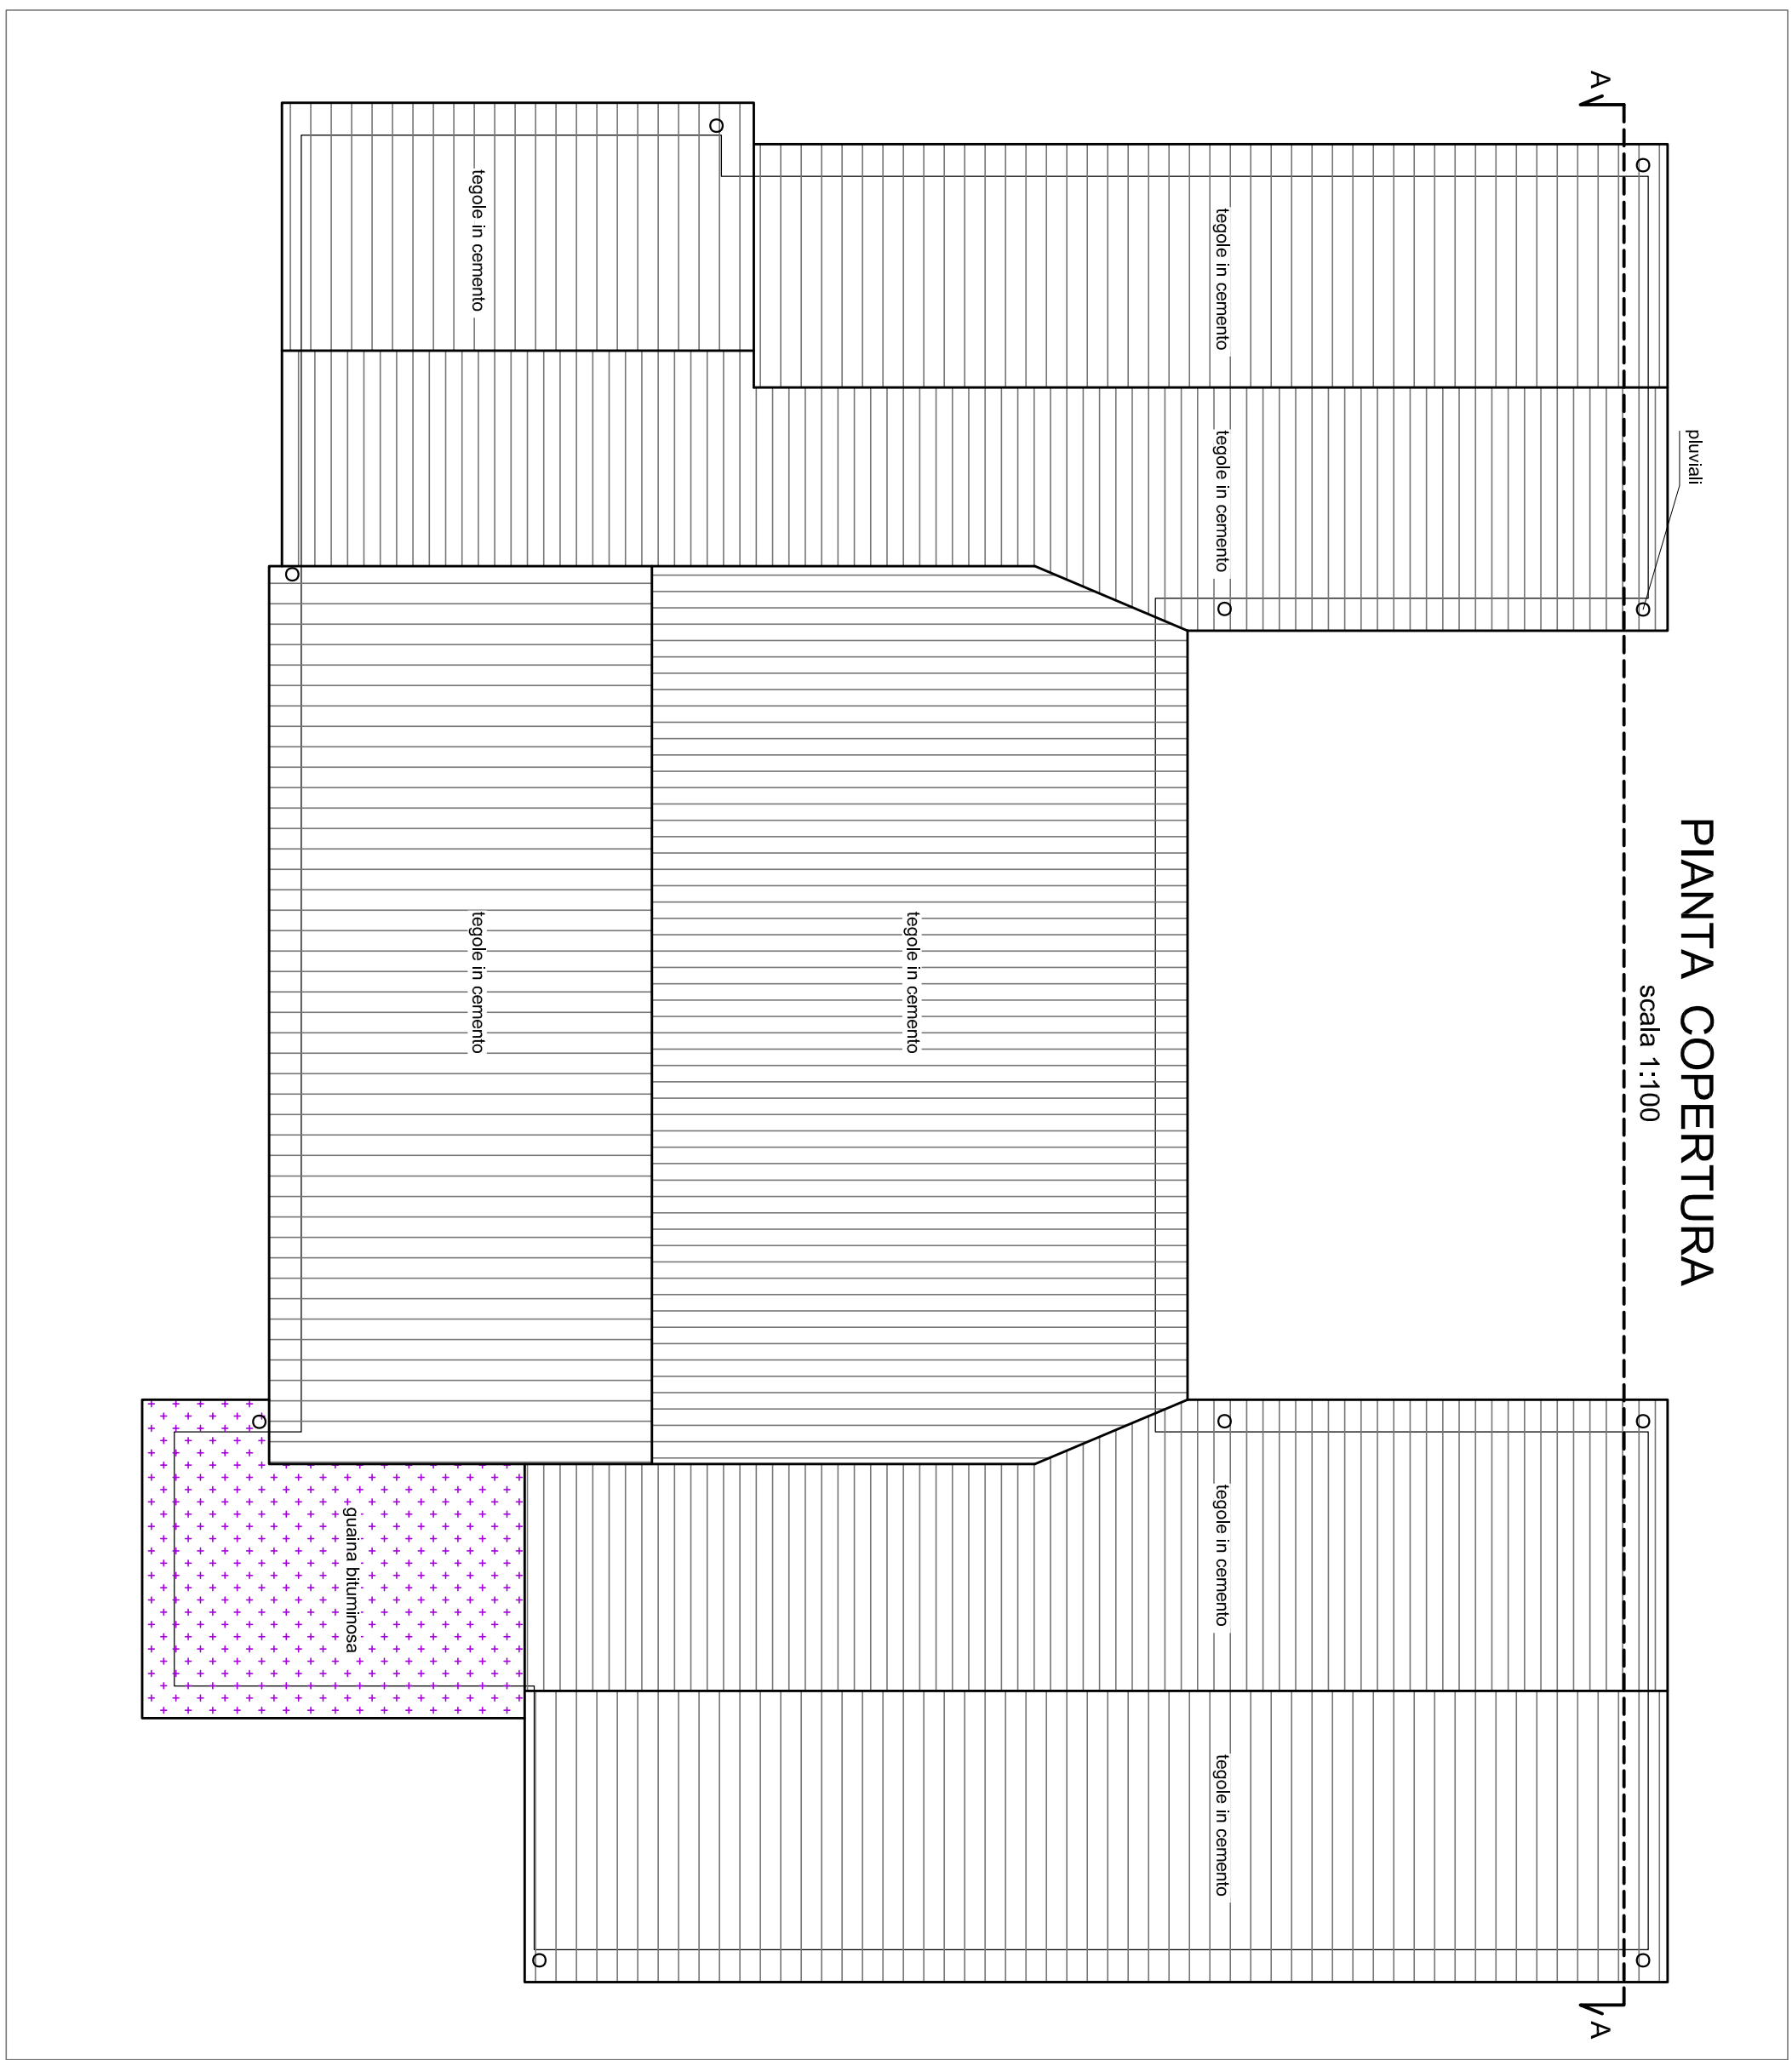 PIANTA COPERTURA
scala 1:100
A
A
pluviali
tegole in cemento
tegole in cemento
tegole in cemento
tegole in cemento
tegole in cemento
tegole in cemento
tegole in cemento
guaina bituminosa